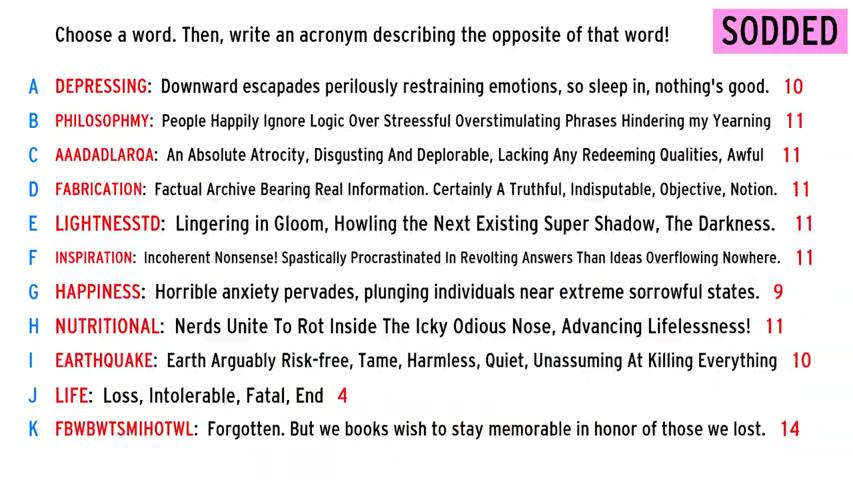 Choose a word. Then, write an acronym describing the opposite of that word!
SODDED
A DEPRESSING: Downward escapades perilously restraining emotions, so sleep in, nothing's good. 10
B PHILOSOPHMY: People Happily Ignore Logic Over Streessful Overstimulating Phrases Hindering my Yearning 11
C AAADADLARQA: An Absolute Atrocity, Disgusting And Deplorable, Lacking Any Redeeming Qualities, Awful 11
D FABRICATION: Factual Archive Bearing Real Information. Certainly A Truthful, Indisputable, Objective, Notion. 11
E LIGHTNESSTD: Lingering in Gloom, Howling the Next Existing Super Shadow, The Darkness. 11
F INSPIRATION: Incoherent Nonsense! Spastically Procrastinated In Revolting Answers Than Ideas Overflowing Nowhere. 11
G HAPPINESS: Horrible anxiety pervades, plunging individuals near extreme sorrowful states. 9
H NUTRITIONAL: Nerds Unite To Rot Inside The Icky Odious Nose, Advancing Lifelessness! 11
I EARTHQUAKE: Earth Arguably Risk-free, Tame, Harmless, Quiet, Unassuming At Killing Everything 10
J LIFE: Loss, Intolerable, Fatal, End 4
K FBWBWTSMIHOTWL: Forgotten. But we books wish to stay memorable in honor of those we lost. 14